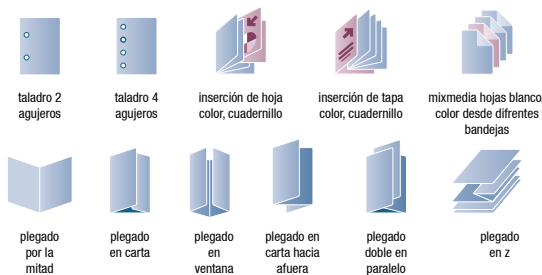 taladro 2
agujeros
taladro 4
agujeros
inserción de hoja
color, cuadernillo
inserción de tapa
color, cuadernillo
mixmedia hojas blanco
color desde difrentes
bandejas
plegado
por la
mitad
plegado
en carta
plegado
en
ventana
plegado en
carta hacia
afuera
plegado
doble en
paralelo
plegado
en z